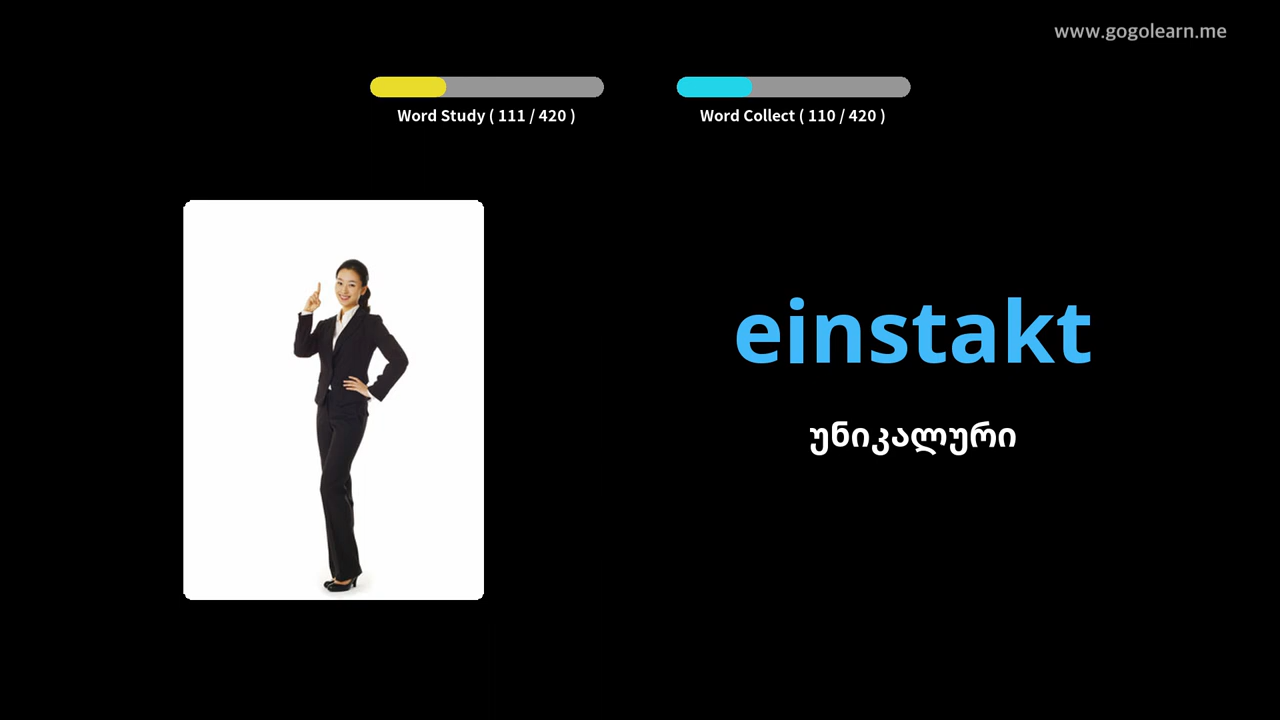 www.gogolearn.me
Word Study ( 111 / 420 )
Word Collect ( 110 / 420 )
einstakt
უნიკალური